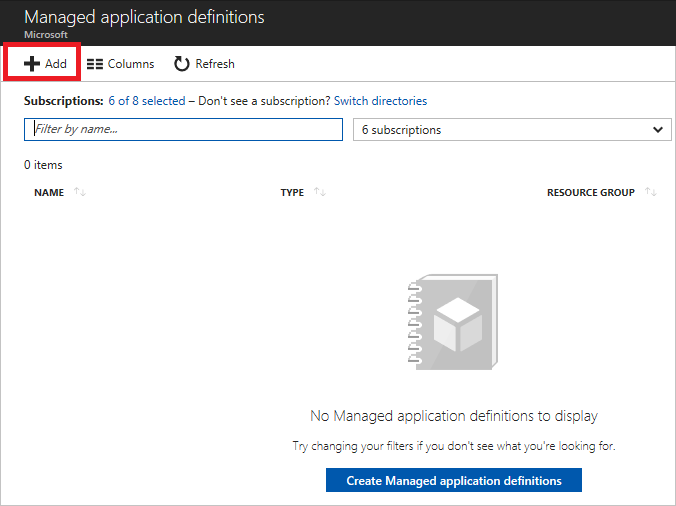 Managed application definitions
Microsoft
Add Columns Refresh
Subscriptions: 6 of 8 selected – Don't see a subscription? Switch directories
Filter by name... 6 subscriptions
0 items
NAME TYPE RESOURCE GROUP
No Managed application definitions to display
Try changing your filters if you don't see what you're looking for.
Create Managed application definitions